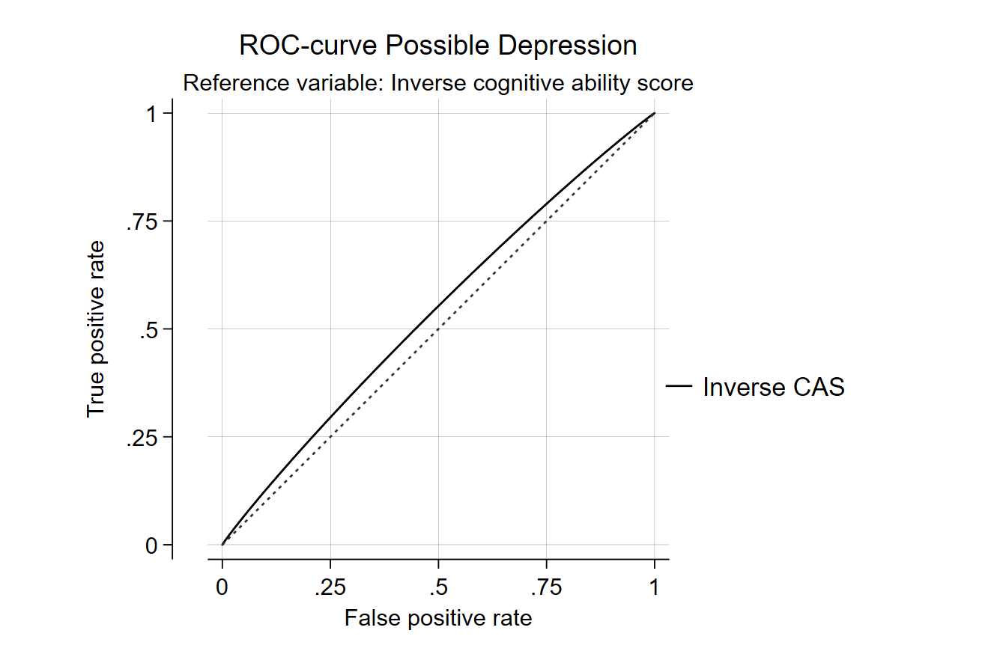 ROC-curve Possible Depression
Reference variable: Inverse cognitive ability score
1
.75
.5
.25
0
True positive rate
0 .25 .5 .75 1
False positive rate
Inverse CAS